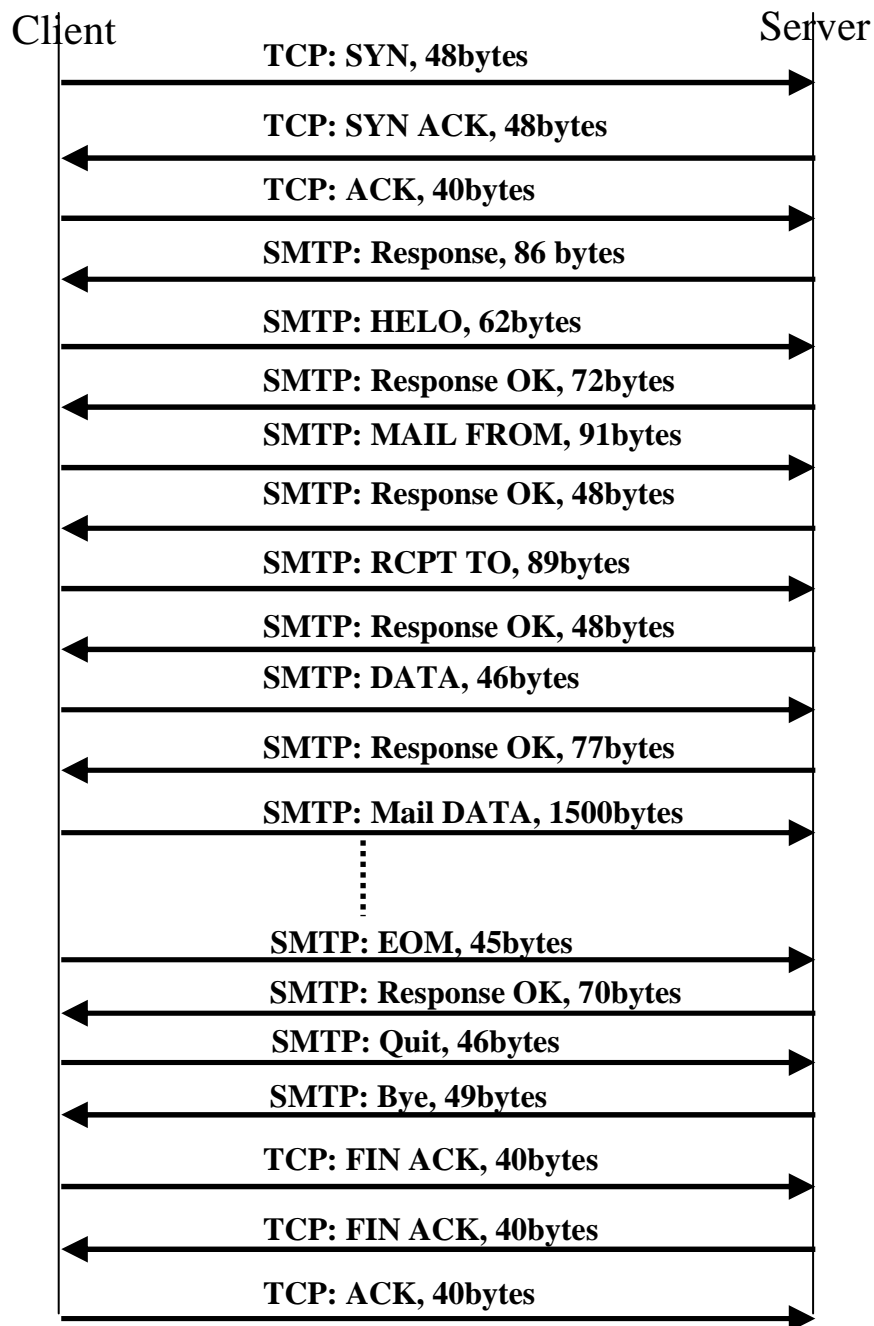 Client
Server
TCP: SYN, 48bytes
TCP: SYN ACK, 48bytes
TCP: ACK, 40bytes
SMTP: Response, 86 bytes
SMTP: HELO, 62bytes
SMTP: Response OK, 72bytes
SMTP: MAIL FROM, 91bytes
SMTP: Response OK, 48bytes
SMTP: RCPT TO, 89bytes
SMTP: Response OK, 48bytes
SMTP: DATA, 46bytes
SMTP: Response OK, 77bytes
SMTP: Mail DATA, 1500bytes
SMTP: EOM, 45bytes
SMTP: Response OK, 70bytes
SMTP: Quit, 46bytes
SMTP: Bye, 49bytes
TCP: FIN ACK, 40bytes
TCP: FIN ACK, 40bytes
TCP: ACK, 40bytes